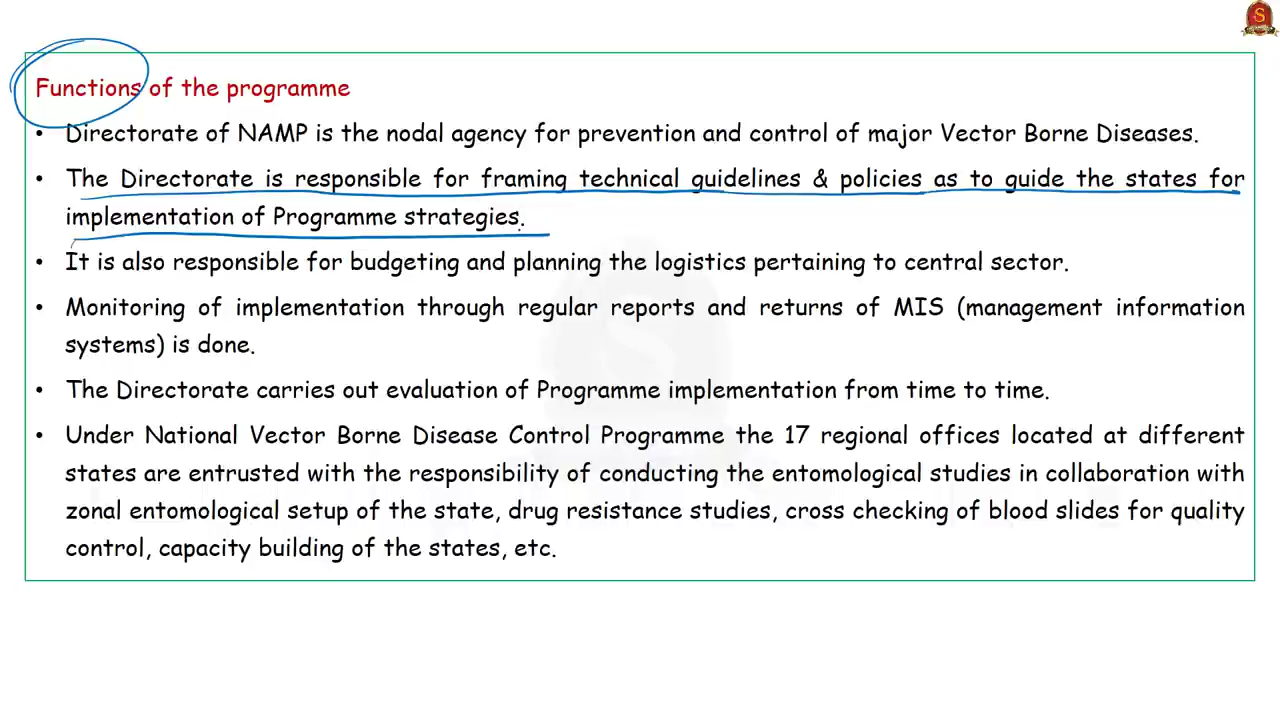 Functions of the programme
• Directorate of NAMP is the nodal agency for prevention and control of major Vector Borne Diseases.
• The Directorate is responsible for framing technical guidelines & policies as to guide the states for
implementation of Programme strategies.
• It is also responsible for budgeting and planning the logistics pertaining to central sector.
• Monitoring of implementation through regular reports and returns of MIS (management information
systems) is done.
• The Directorate carries out evaluation of Programme implementation from time to time.
• Under National Vector Borne Disease Control Programme the 17 regional offices located at different
states are entrusted with the responsibility of conducting the entomological studies in collaboration with
zonal entomological setup of the state, drug resistance studies, cross checking of blood slides for quality
control, capacity building of the states, etc.